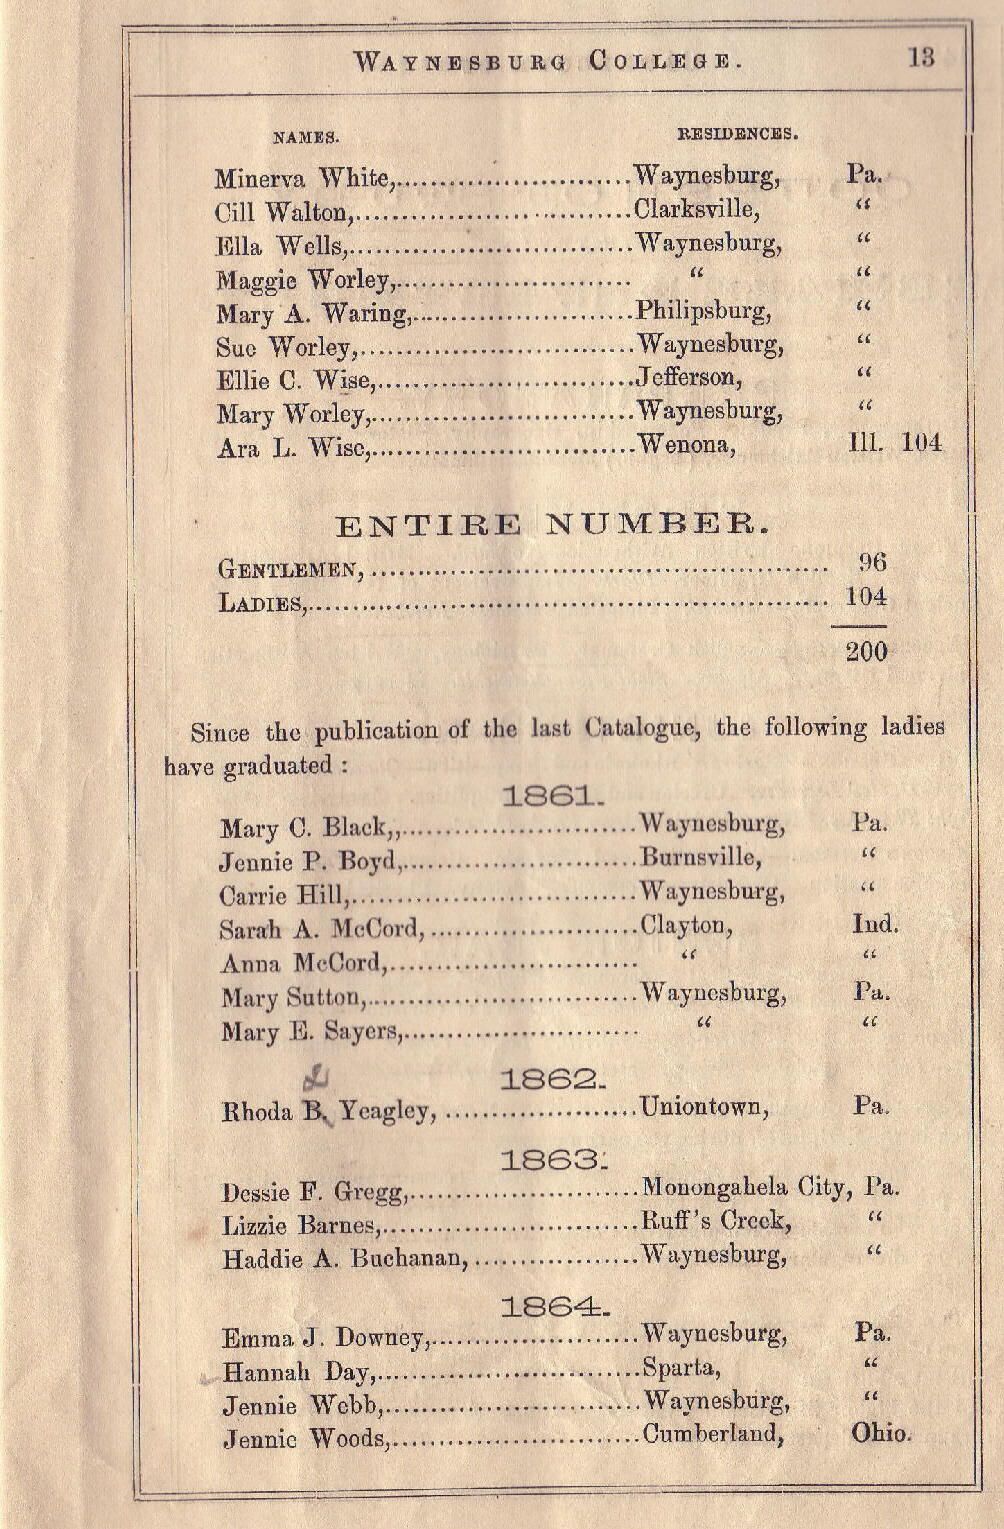 WAYNESBURG COLLEGE. 13
NAMES. RESIDENCES.
Minerva White,..........................Waynesburg, Pa.
Cill Walton,..............................Clarksville, “
Ella Wells,...............................Waynesburg, “
Maggie Worley,.......................... “ “
Mary A. Waring,........................Philipsburg, “
Sue Worley,..............................Waynesburg, “
Ellie C. Wise,............................Jefferson, “
Mary Worley,.............................Waynesburg, “
Ara L. Wise,.............................Wenona, Ill. 104
ENTIRE NUMBER.
GENTLEMEN,.................................................. 96
LADIES,......................................................... 104
200
Since the publication of the last Catalogue, the following ladies
have graduated :
1861.
Mary C. Black,,..........................Waynesburg, Pa.
Jennie P. Boyd,..........................Burnsville, “
Carrie Hill,...............................Waynesburg, “
Sarah A. McCord,.......................Clayton, Ind.
Anna McCord,........................... “ “
Mary Sutton,.............................Waynesburg, Pa.
Mary E. Sayers,.......................... “ “
1862.
L
Rhoda B. Yeagley,.....................Uniontown, Pa.
1863.
Dessie F. Gregg,.........................Monongahela City, Pa.
Lizzie Barnes,............................Ruff's Creek, “
Haddie A. Buchanan,..................Waynesburg, “
1864.
Emma J. Downey,.......................Waynesburg, Pa.
Hannah Day,.............................Sparta, “
Jennie Webb,............................Waynesburg, “
Jennie Woods,...........................Cumberland, Ohio.